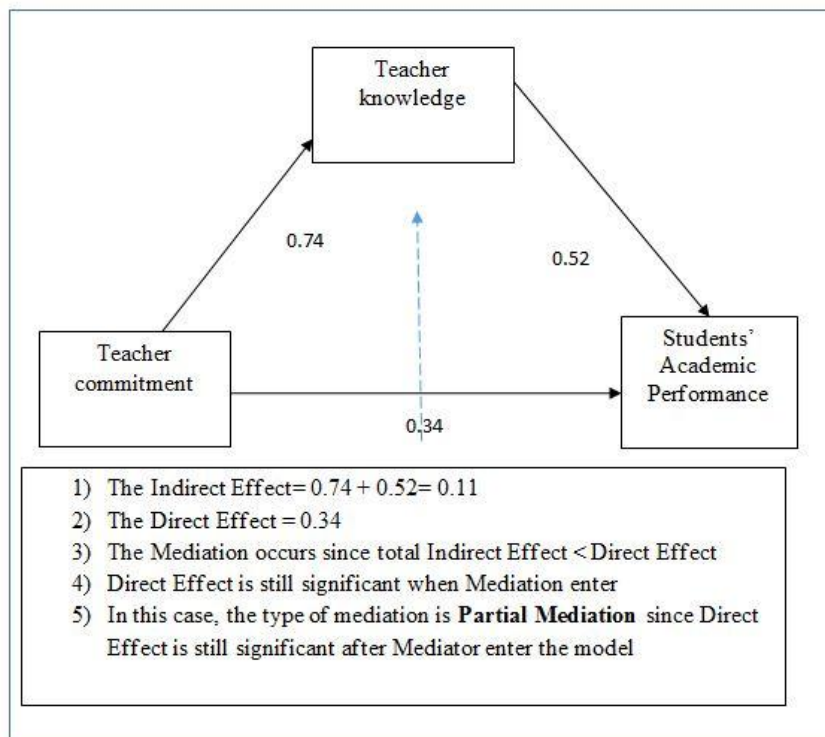 Teacher
knowledge
0.74
0.52
Teacher
commitment
Students’
Academic
Performance
0.34
1) The Indirect Effect= 0.74 + 0.52= 0.11
2) The Direct Effect = 0.34
3) The Mediation occurs since total Indirect Effect < Direct Effect
4) Direct Effect is still significant when Mediation enter
5) In this case, the type of mediation is Partial Mediation since Direct
Effect is still significant after Mediator enter the model